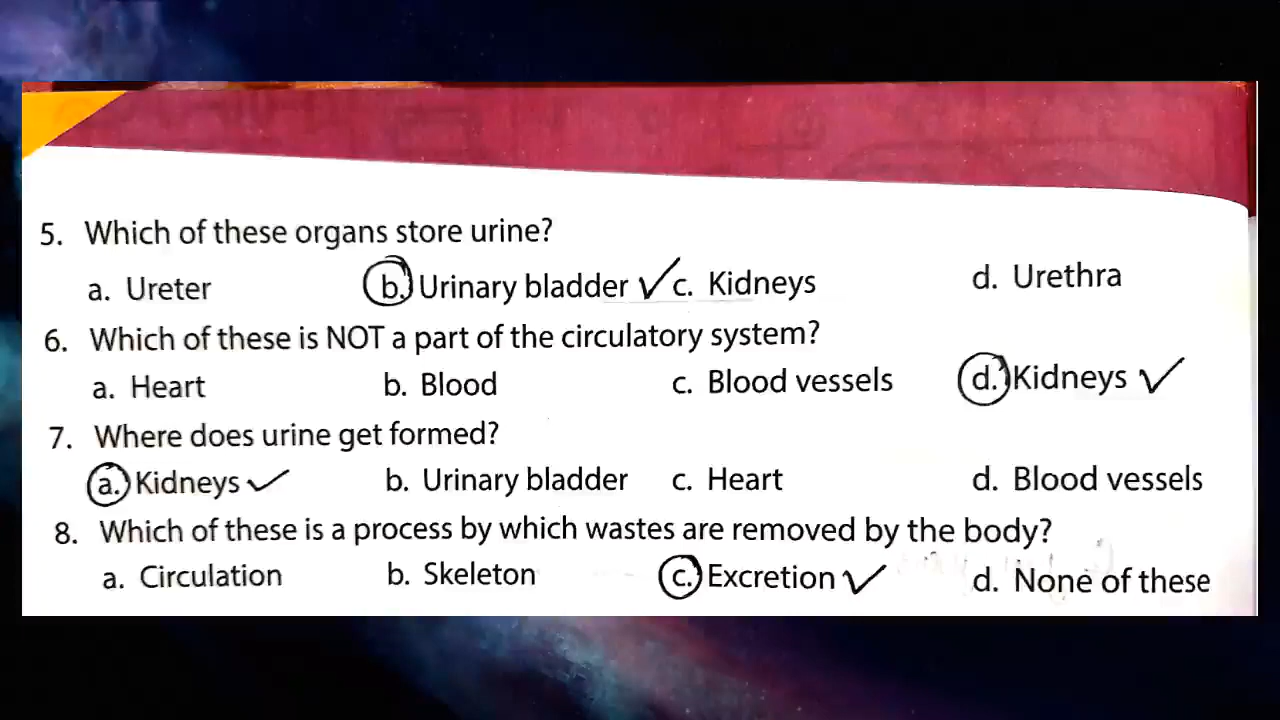 5. Which of these organs store urine?
a. Ureter b. Urinary bladder ✓ c. Kidneys d. Urethra
6. Which of these is NOT a part of the circulatory system?
a. Heart b. Blood c. Blood vessels d. Kidneys ✓
7. Where does urine get formed?
a. Kidneys ✓ b. Urinary bladder c. Heart d. Blood vessels
8. Which of these is a process by which wastes are removed by the body?
a. Circulation b. Skeleton c. Excretion ✓ d. None of these